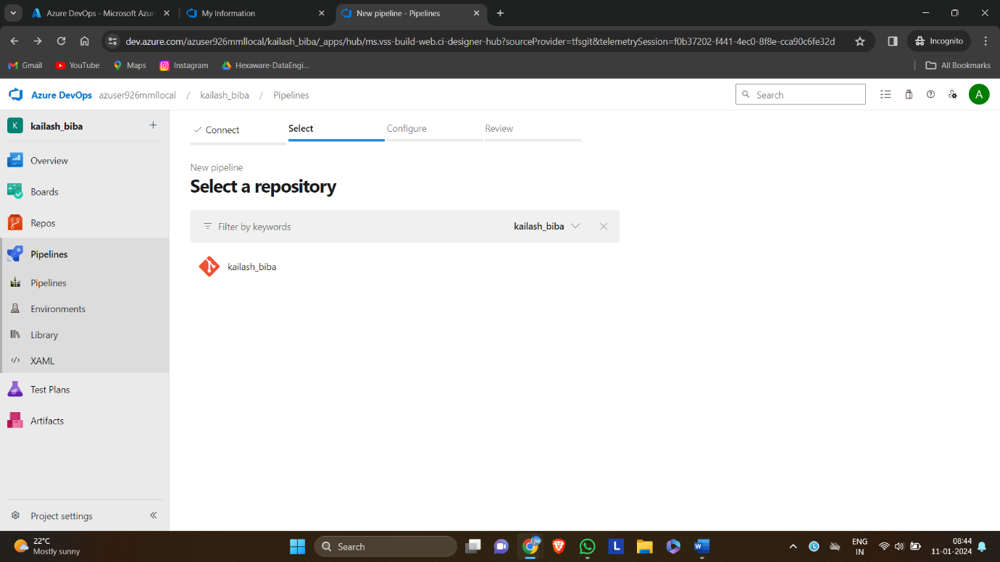 Azure DevOps - Microsoft Azur
My Information
New pipeline - Pipelines
dev.azure.com/azuser926mmllocal/kailash_biba/_apps/hub/ms.vss-build-web.ci-designer-hub?sourceProvider=tfsgit&telemetrySession=f0b37202-f441-4ec0-8f8e-cca90c6fe32d
Incognito
Gmail
YouTube
Maps
Instagram
Hexaware-DataEngi...
All Bookmarks
Azure DevOps azuser926mmllocal / kailash_biba / Pipelines
Search
A
K kailash_biba
Overview
Boards
Repos
Pipelines
Pipelines
Environments
Library
XAML
Test Plans
Artifacts
Project settings
Connect
Select
Configure
Review
New pipeline
Select a repository
Filter by keywords
kailash_biba
kailash_biba
22°C
Mostly sunny
Search
L
W
L
ENG
IN
08:44
11-01-2024